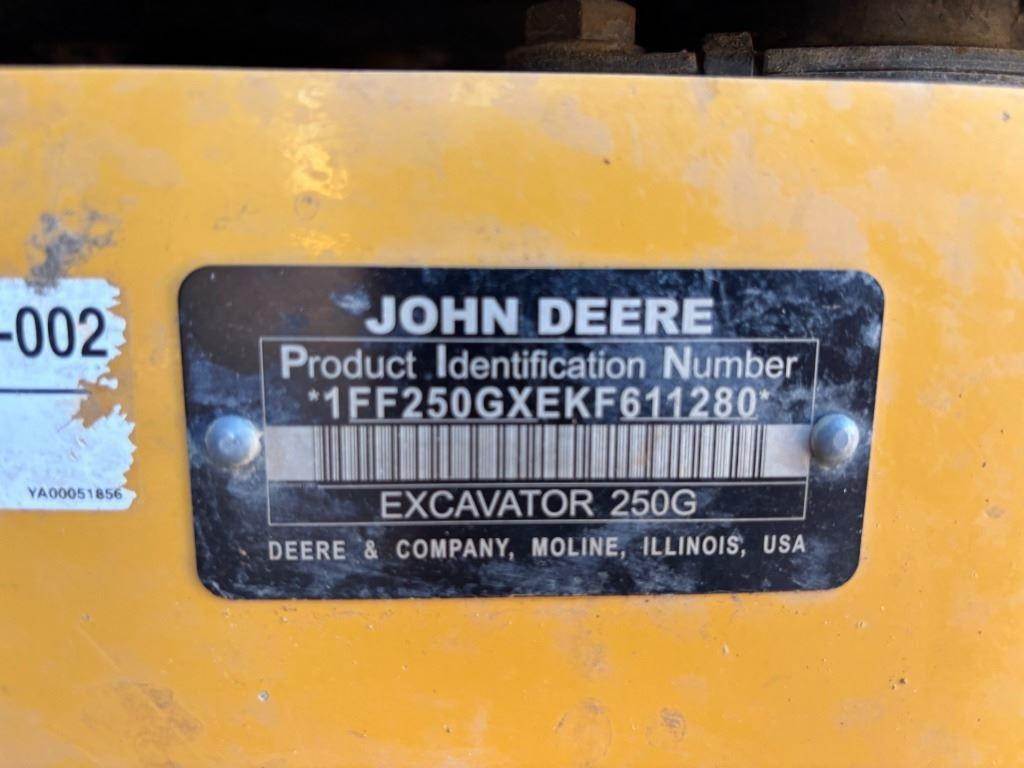 -002
YA00051856
JOHN DEERE
Product Identification Number
*1FF250GXEKF611280*
EXCAVATOR 250G
DEERE & COMPANY, MOLINE, ILLINOIS, USA